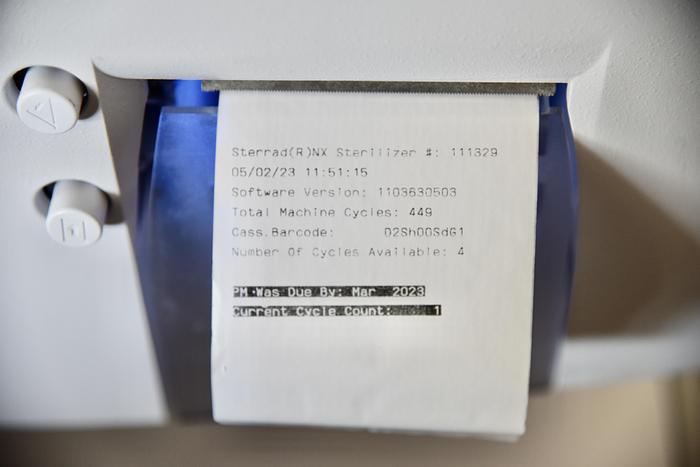 Sterrad(R)NX Sterilizer #: 111329
05/02/23 11:51:15
Software Version: 1103630503
Total Machine Cycles: 449
Cass.Barcode: 02Sh00SdG1
Number Of Cycles Available: 4
PM Was Due By: Mar 2023
Current Cycle Count: 1